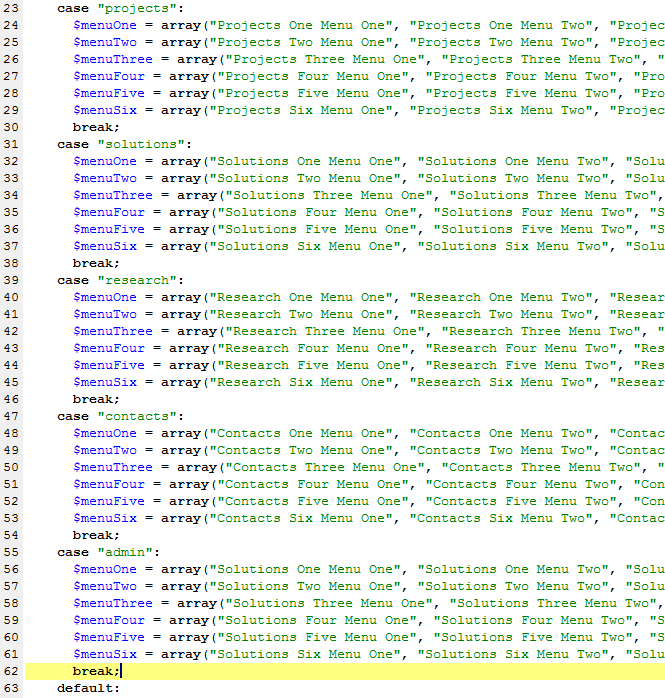 23 case "projects":
24 $menuOne = array("Projects One Menu One", "Projects One Menu Two", "Projec
25 $menuTwo = array("Projects Two Menu One", "Projects Two Menu Two", "Projec
26 $menuThree = array("Projects Three Menu One", "Projects Three Menu Two", "
27 $menuFour = array("Projects Four Menu One", "Projects Four Menu Two", "Pro
28 $menuFive = array("Projects Five Menu One", "Projects Five Menu Two", "Pro
29 $menuSix = array("Projects Six Menu One", "Projects Six Menu Two", "Projec
30 break;
31 case "solutions":
32 $menuOne = array("Solutions One Menu One", "Solutions One Menu Two", "Solu
33 $menuTwo = array("Solutions Two Menu One", "Solutions Two Menu Two", "Solu
34 $menuThree = array("Solutions Three Menu One", "Solutions Three Menu Two",
35 $menuFour = array("Solutions Four Menu One", "Solutions Four Menu Two", "S
36 $menuFive = array("Solutions Five Menu One", "Solutions Five Menu Two", "S
37 $menuSix = array("Solutions Six Menu One", "Solutions Six Menu Two", "Solu
38 break;
39 case "research":
40 $menuOne = array("Research One Menu One", "Research One Menu Two", "Resear
41 $menuTwo = array("Research Two Menu One", "Research Two Menu Two", "Resear
42 $menuThree = array("Research Three Menu One", "Research Three Menu Two", "
43 $menuFour = array("Research Four Menu One", "Research Four Menu Two", "Res
44 $menuFive = array("Research Five Menu One", "Research Five Menu Two", "Res
45 $menuSix = array("Research Six Menu One", "Research Six Menu Two", "Resear
46 break;
47 case "contacts":
48 $menuOne = array("Contacts One Menu One", "Contacts One Menu Two", "Contac
49 $menuTwo = array("Contacts Two Menu One", "Contacts Two Menu Two", "Contac
50 $menuThree = array("Contacts Three Menu One", "Contacts Three Menu Two", "
51 $menuFour = array("Contacts Four Menu One", "Contacts Four Menu Two", "Con
52 $menuFive = array("Contacts Five Menu One", "Contacts Five Menu Two", "Con
53 $menuSix = array("Contacts Six Menu One", "Contacts Six Menu Two", "Contac
54 break;
55 case "admin":
56 $menuOne = array("Solutions One Menu One", "Solutions One Menu Two", "Solu
57 $menuTwo = array("Solutions Two Menu One", "Solutions Two Menu Two", "Solu
58 $menuThree = array("Solutions Three Menu One", "Solutions Three Menu Two",
59 $menuFour = array("Solutions Four Menu One", "Solutions Four Menu Two", "S
60 $menuFive = array("Solutions Five Menu One", "Solutions Five Menu Two", "S
61 $menuSix = array("Solutions Six Menu One", "Solutions Six Menu Two", "Solu
62 break;
63 default: